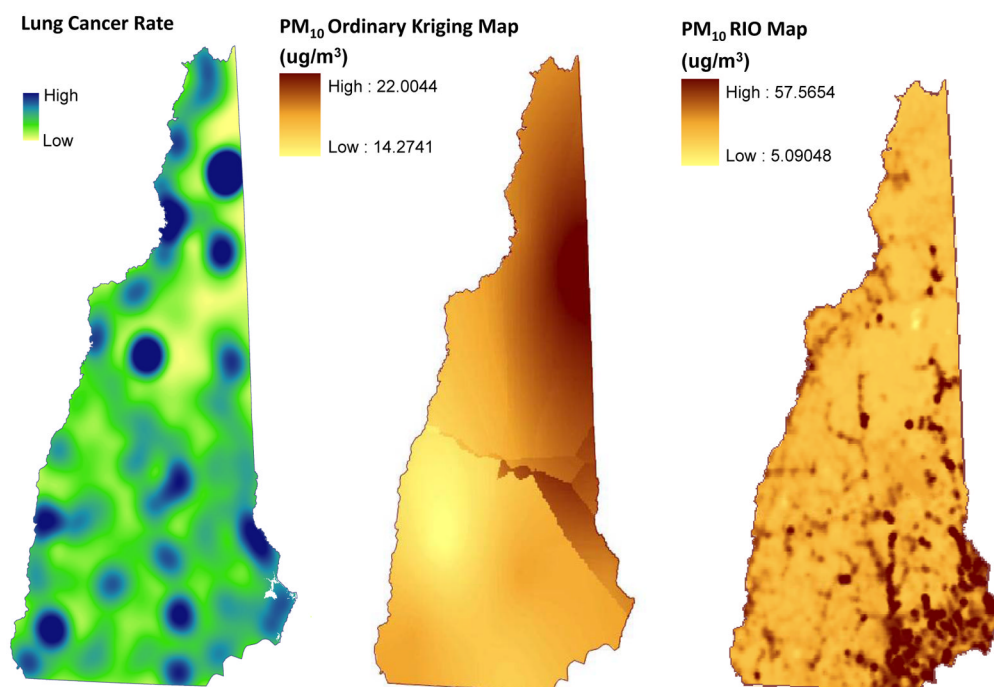 Lung Cancer Rate
High
Low
PM₁₀ Ordinary Kriging Map
(ug/m³)
High : 22.0044
Low : 14.2741
PM₁₀ RIO Map
(ug/m³)
High : 57.5654
Low : 5.09048